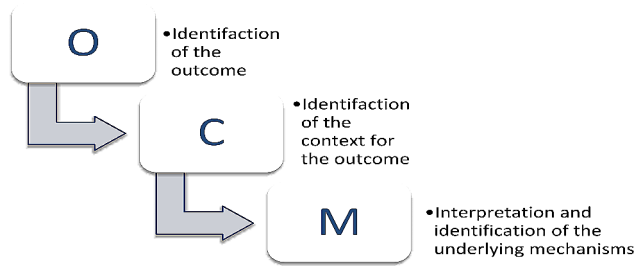 O
•Identifaction
of the
outcome
C
•Identifaction
of the
context for
the outcome
M
•Interpretation and
identification of the
underlying mechanisms